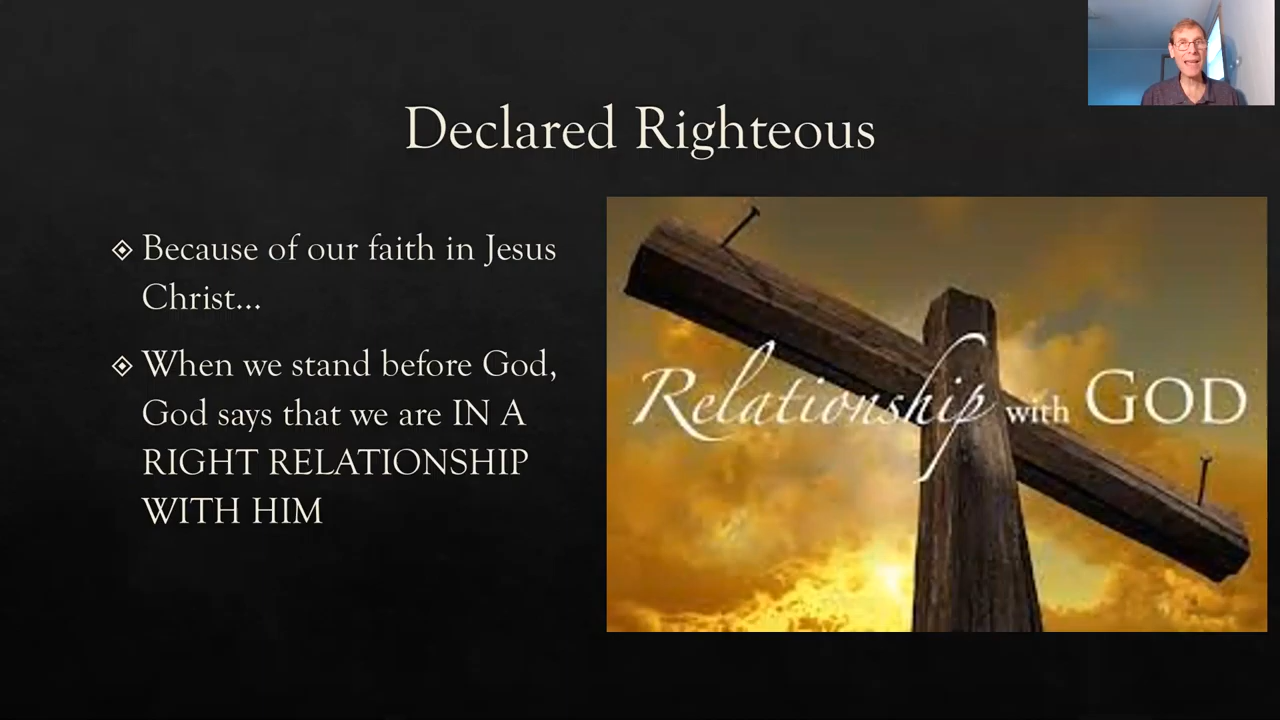 Declared Righteous
Because of our faith in Jesus
Christ...
When we stand before God,
God says that we are IN A
RIGHT RELATIONSHIP
WITH HIM
Relationship with GOD